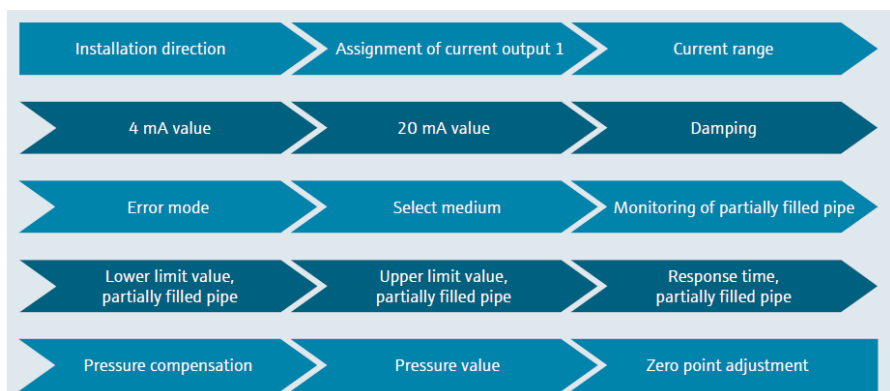 Installation direction
Assignment of current output 1
Current range
4 mA value
20 mA value
Damping
Error mode
Select medium
Monitoring of partially filled pipe
Lower limit value,
partially filled pipe
Upper limit value,
partially filled pipe
Response time,
partially filled pipe
Pressure compensation
Pressure value
Zero point adjustment